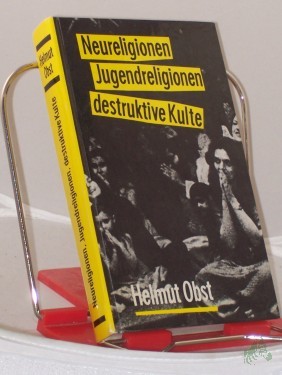 Neureligionen
Jugendreligionen
destruktive Kulte
Helmut Obst
Helmut
Obst
Neureligionen, Jugendreligionen, destruktive Kulte